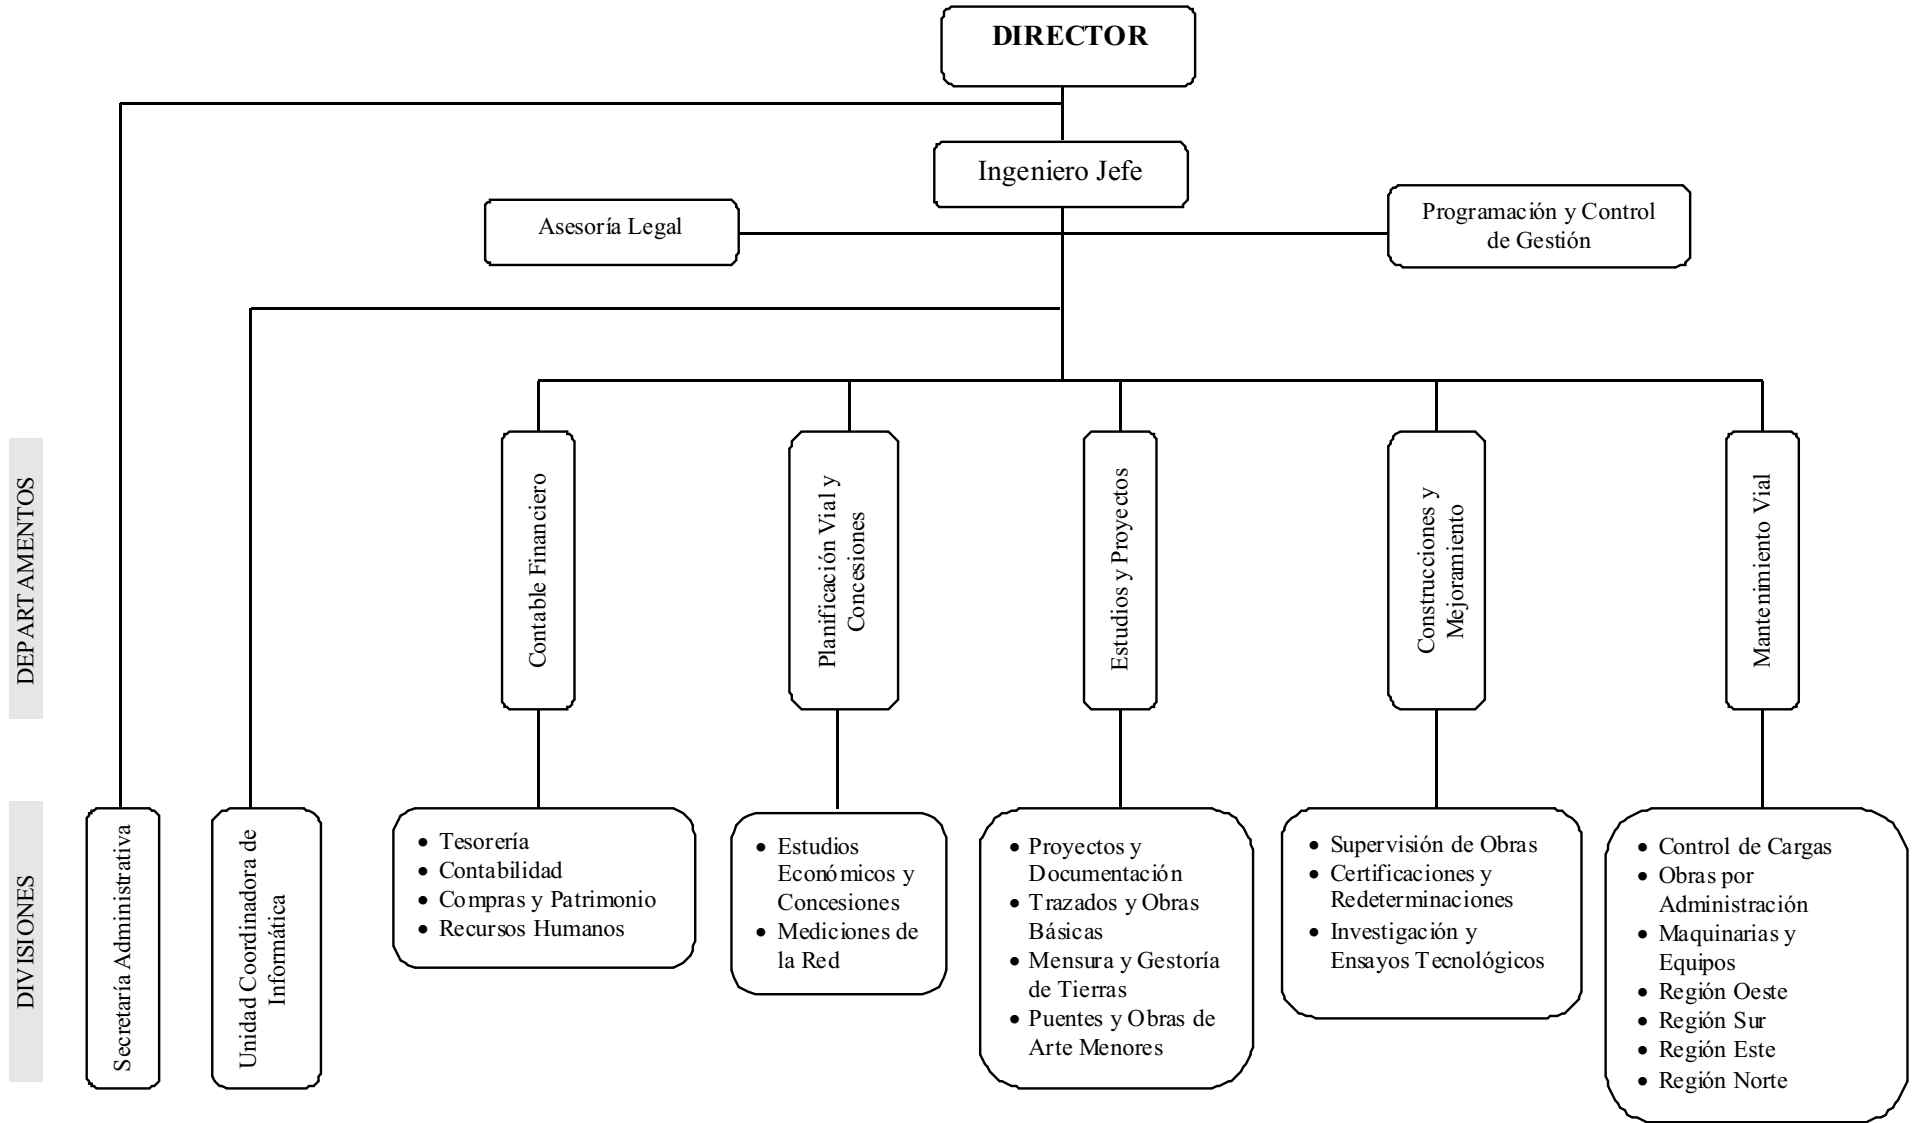 DIRECTOR
Ingeniero Jefe
Asesoría Legal
Programación y Control
de Gestión
DEPARTAMENTOS
Contable Financiero
Planificación Vial y
Concesiones
Estudios y Proyectos
Construcciones y
Mejoramiento
Mantenimiento Vial
DIVISIONES
Secretaría Administrativa
Unidad Coordinadora de
Informática
• Tesorería
• Contabilidad
• Compras y Patrimonio
• Recursos Humanos
• Estudios
Económicos y
Concesiones
• Mediciones de
la Red
• Proyectos y
Documentación
• Trazados y Obras
Básicas
• Mensura y Gestoría
de Tierras
• Puentes y Obras de
Arte Menores
• Supervisión de Obras
• Certificaciones y
Redeterminaciones
• Investigación y
Ensayos Tecnológicos
• Control de Cargas
• Obras por
Administración
• Maquinarias y
Equipos
• Región Oeste
• Región Sur
• Región Este
• Región Norte